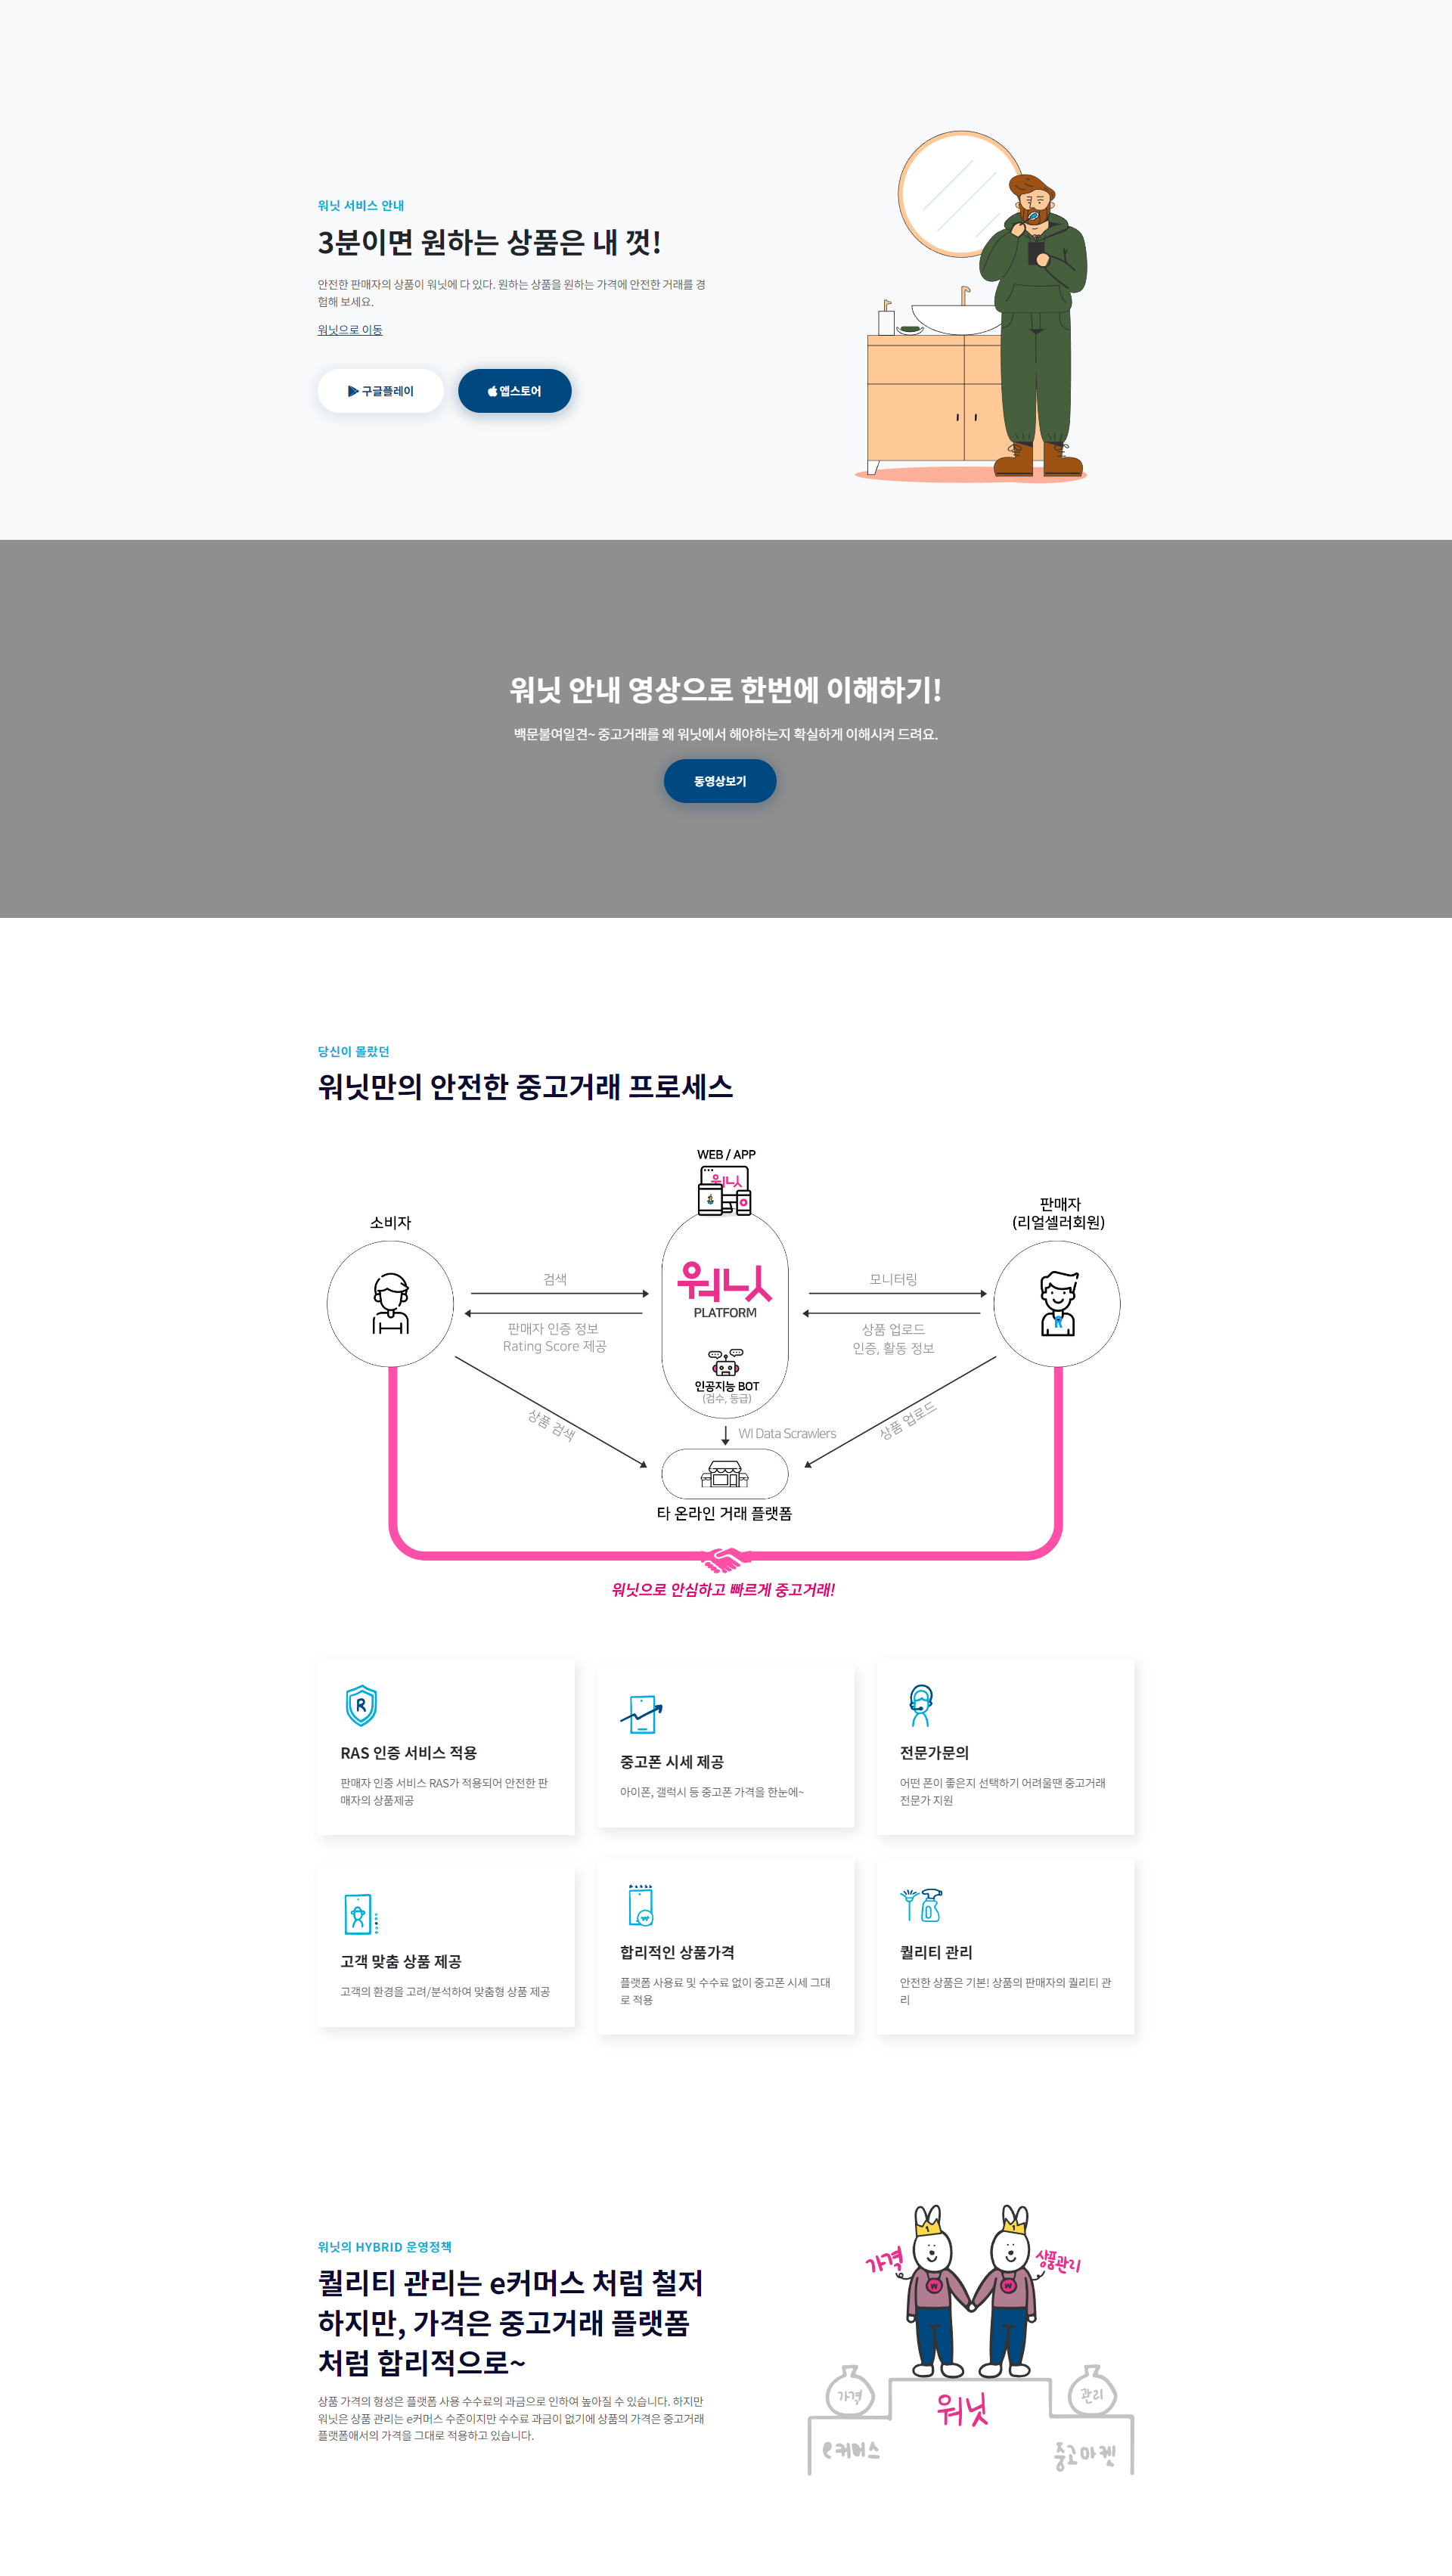 워닛 서비스 안내
3분이면 원하는 상품은 내 껏!
안전한 판매자의 상품이 워닛에 다 있다. 원하는 상품을 원하는 가격에 안전한 거래를 경
험해 보세요.
워닛으로 이동
구글플레이
앱스토어
워닛 안내 영상으로 한번에 이해하기!
백문불여일견~ 중고거래를 왜 워닛에서 해야하는지 확실하게 이해시켜 드려요.
동영상보기
당신이 몰랐던
워닛만의 안전한 중고거래 프로세스
WEB / APP
워닛
소비자
판매자
(리얼셀러회원)
검색
판매자 인증 정보
Rating Score 제공
워닛
PLATFORM
모니터링
상품 업로드
인증, 활동 정보
R
인공지능 BOT
(검수, 등급)
상품 검색
WI Data Scrawlers
상품 업로드
타 온라인 거래 플랫폼
워닛으로 안심하고 빠르게 중고거래!
R
RAS 인증 서비스 적용
판매자 인증 서비스 RAS가 적용되어 안전한 판
매자의 상품제공
중고폰 시세 제공
아이폰, 갤럭시 등 중고폰 가격을 한눈에~
전문가문의
어떤 폰이 좋은지 선택하기 어려울땐 중고거래
전문가 지원
고객 맞춤 상품 제공
고객의 환경을 고려/분석하여 맞춤형 상품 제공
합리적인 상품가격
플랫폼 사용료 및 수수료 없이 중고폰 시세 그대
로 적용
퀄리티 관리
안전한 상품은 기본! 상품의 판매자의 퀄리티 관
리
워닛의 HYBRID 운영정책
퀄리티 관리는 e커머스 처럼 철저
하지만, 가격은 중고거래 플랫폼
처럼 합리적으로~
상품 가격의 형성은 플랫폼 사용 수수료의 과금으로 인하여 높아질 수 있습니다. 하지만
워닛은 상품 관리는 e커머스 수준이지만 수수료 과금이 없기에 상품의 가격은 중고거래
플랫폼애서의 가격을 그대로 적용하고 있습니다.
1
1
가격
상품관리
W
W
가격
관리
워닛
e커머스
중고마켓